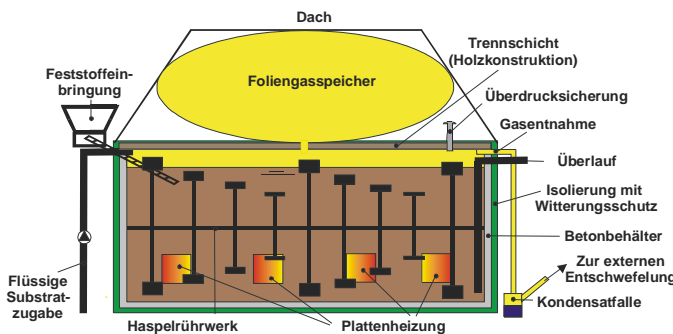 Dach
Feststoffein-
bringung
Foliengasspeicher
Trennschicht
(Holzkonstruktion)
Überdrucksicherung
Gasentnahme
Überlauf
Isolierung mit
Witterungsschutz
Betonbehälter
Zur externen
Entschwefelung
Kondensatfalle
Flüssige
Substrat-
zugabe
Haspelrührwerk
Plattenheizung